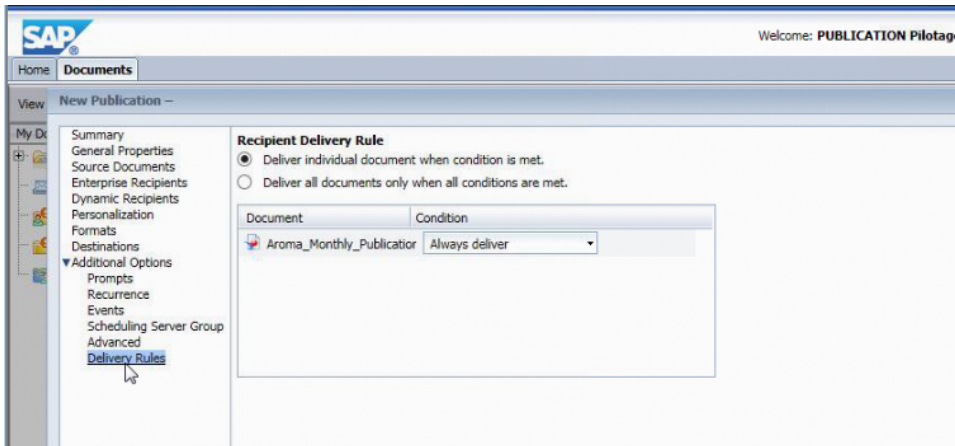 SAP
®
Welcome: PUBLICATION Pilotage
Home Documents
View New Publication –
My Do
Summary
General Properties
Source Documents
Enterprise Recipients
Dynamic Recipients
Personalization
Formats
Destinations
Additional Options
Prompts
Recurrence
Events
Scheduling Server Group
Advanced
Delivery Rules
Recipient Delivery Rule
Deliver individual document when condition is met.
Deliver all documents only when all conditions are met.
Document Condition
Aroma_Monthly_Publication Always deliver